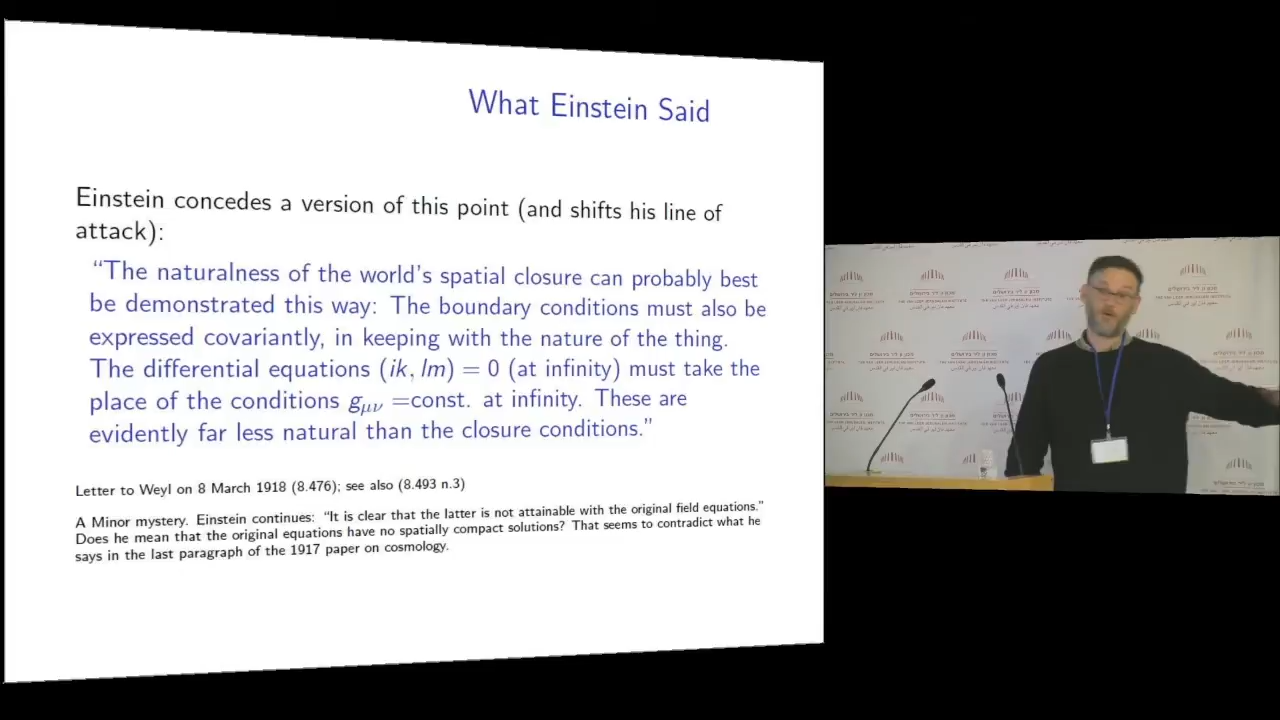 What Einstein Said
Einstein concedes a version of this point (and shifts his line of
attack):
“The naturalness of the world's spatial closure can probably best
be demonstrated this way: The boundary conditions must also be
expressed covariantly, in keeping with the nature of the thing.
The differential equations (ik, lm) = 0 (at infinity) must take the
place of the conditions gμν =const. at infinity. These are
evidently far less natural than the closure conditions.”
Letter to Weyl on 8 March 1918 (8.476); see also (8.493 n.3)
A Minor mystery. Einstein continues: “It is clear that the latter is not attainable with the original field equations.”
Does he mean that the original equations have no spatially compact solutions? That seems to contradict what he
says in the last paragraph of the 1917 paper on cosmology.
THE VAN LEER JERUSALEM INSTITUTE